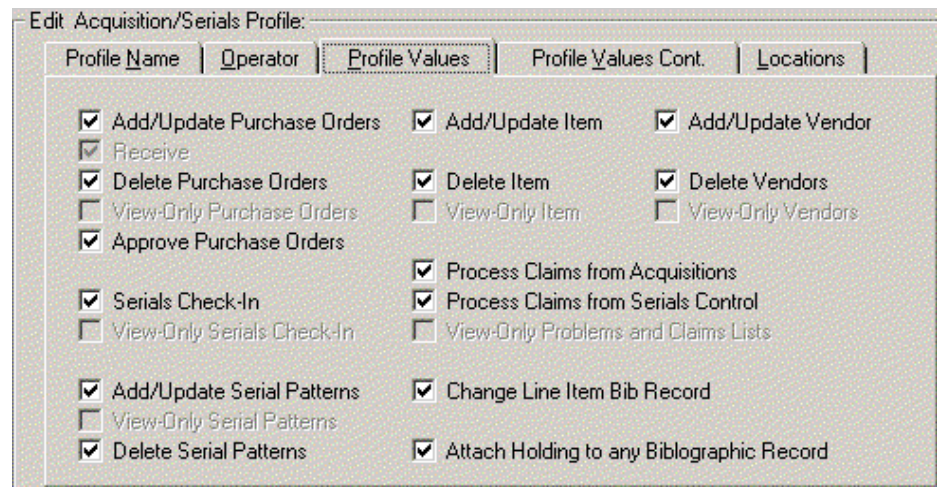 Edit Acquisition/Serials Profile:
Profile Name Operator Profile Values Profile Values Cont. Locations
Add/Update Purchase Orders Add/Update Item Add/Update Vendor
Receive
Delete Purchase Orders Delete Item Delete Vendors
View-Only Purchase Orders View-Only Item View-Only Vendors
Approve Purchase Orders
Process Claims from Acquisitions
Serials Check-In Process Claims from Serials Control
View-Only Serials Check-In View-Only Problems and Claims Lists
Add/Update Serial Patterns Change Line Item Bib Record
View-Only Serial Patterns
Delete Serial Patterns Attach Holding to any Biblographic Record